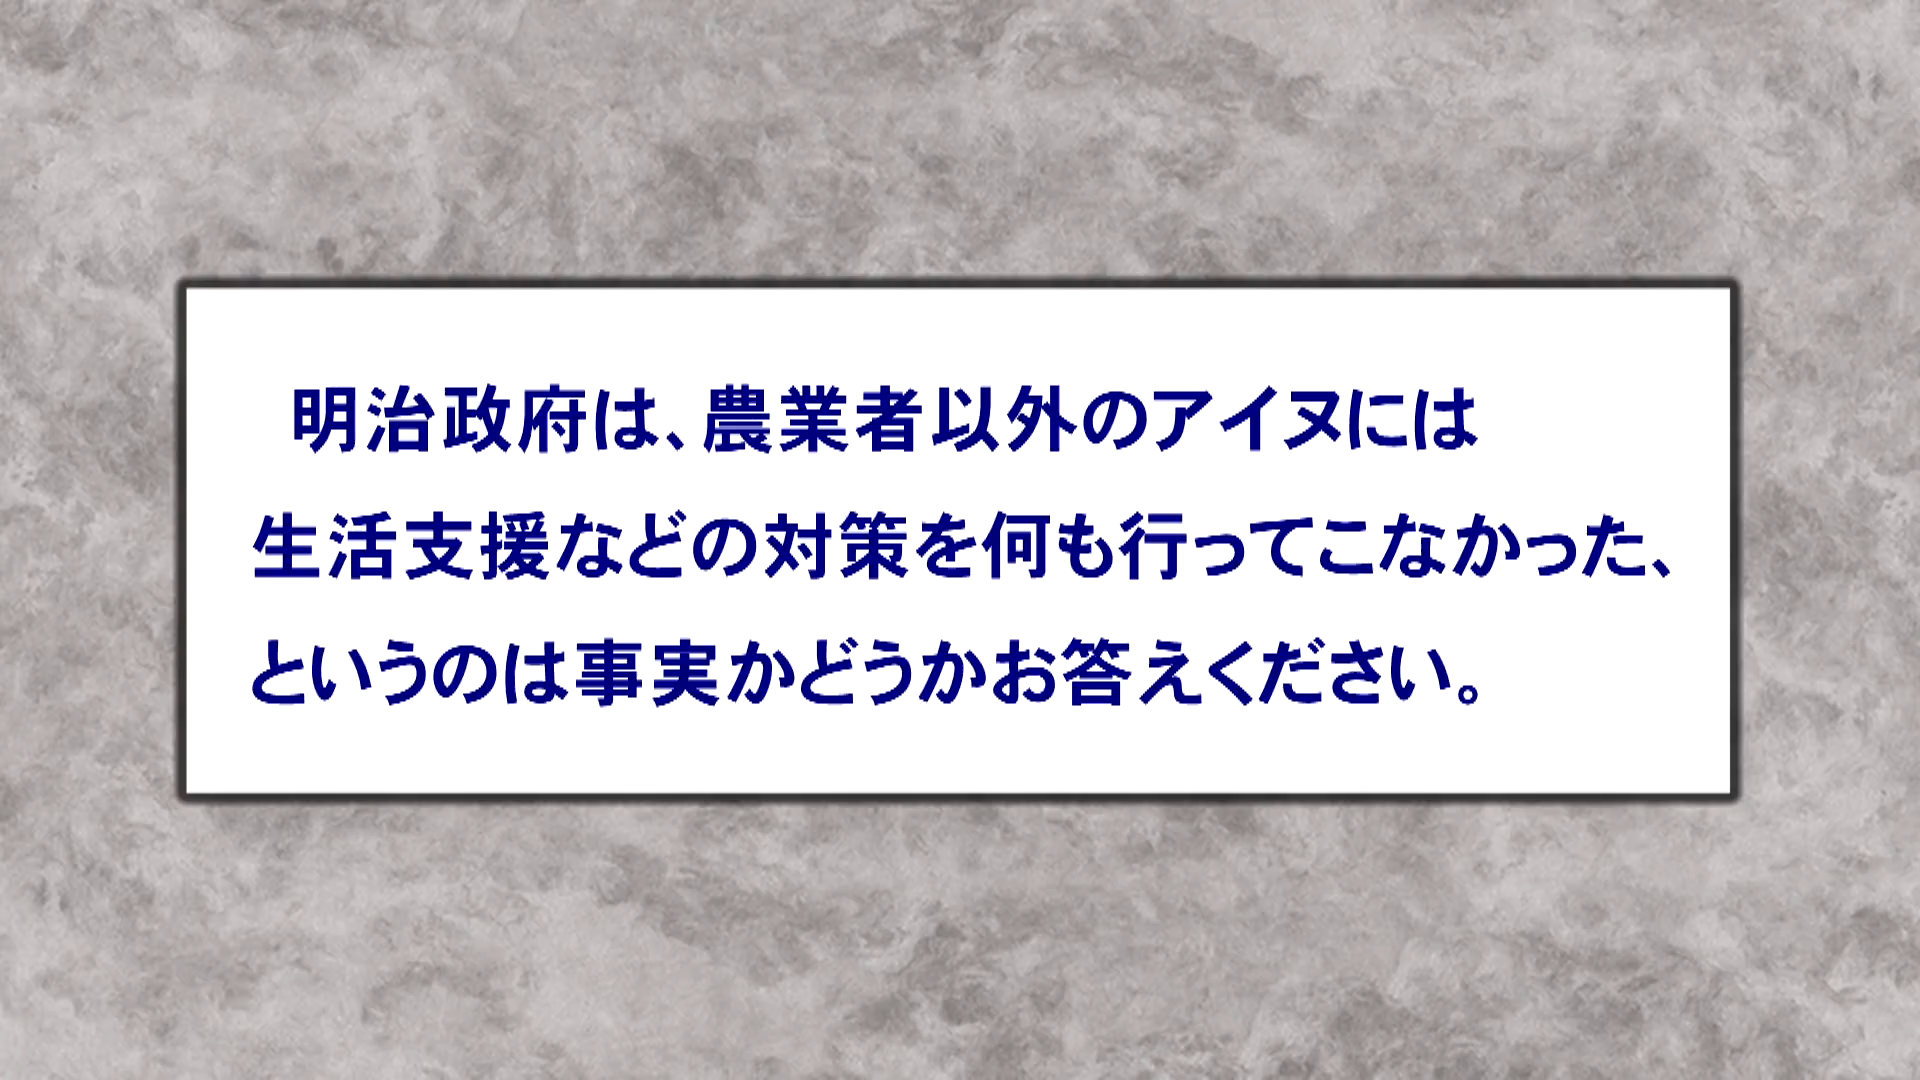 明治政府は、農業者以外のアイヌには
生活支援などの対策を何も行ってこなかった、
というのは事実かどうかお答えください。